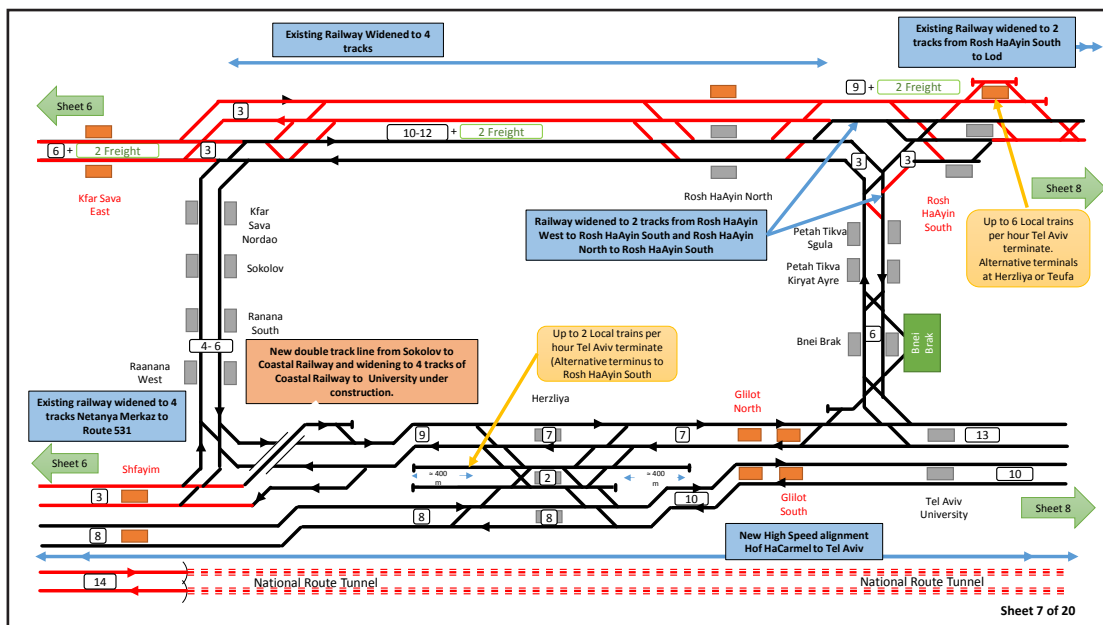 Existing Railway Widened to 4
tracks
Existing Railway widened to 2
tracks from Rosh HaAyin South
to Lod
Sheet 6
9 + 2 Freight
3
10-12 + 2 Freight
6 + 2 Freight
3
3
3
Kfar Sava
East
Rosh HaAyin North
Rosh
HaAyin
South
Sheet 8
Kfar
Sava
Nordao
Railway widened to 2 tracks from Rosh HaAyin
West to Rosh HaAyin South and Rosh HaAyin
North to Rosh HaAyin South
Petah Tikva
Sgula
Up to 6 Local trains
per hour Tel Aviv
terminate.
Alternative terminals
at Herzliya or Teufa
Sokolov
Petah Tikva
Kiryat Ayre
Ranana
South
4- 6
Up to 2 Local trains per
hour Tel Aviv terminate
(Alternative terminus to
Rosh HaAyin South
6
Bnei Brak
Bnei
Brak
New double track line from Sokolov to
Coastal Railway and widening to 4 tracks of
Coastal Railway to University under
construction.
Raanana
West
Herzliya
Glilot
North
Existing railway widened to 4
tracks Netanya Merkaz to
Route 531
9
7
7
13
Sheet 6
Shfayim
≈ 400
m
2
≈ 400
m
10
3
10
8
8
8
Glilot
South
Tel Aviv
University
Sheet 8
New High Speed alignment
Hof HaCarmel to Tel Aviv
14
National Route Tunnel
National Route Tunnel
Sheet 7 of 20